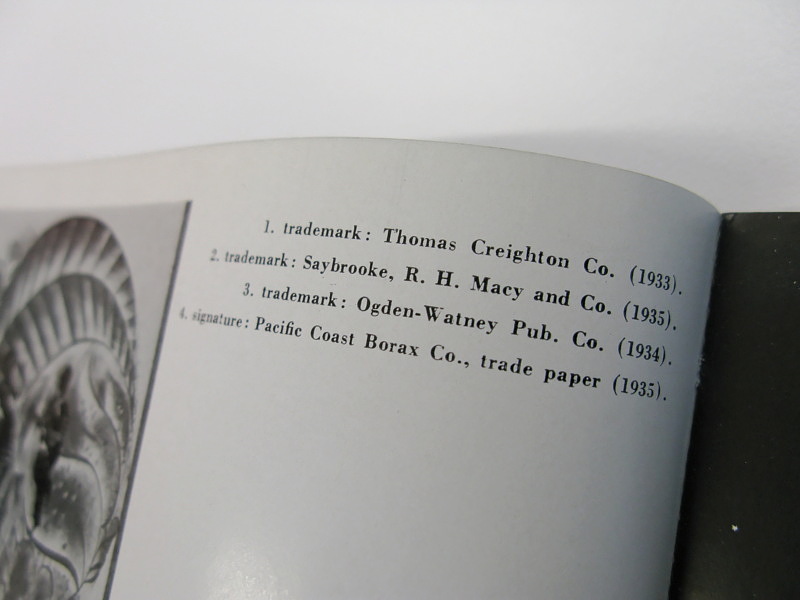 1. trademark: Thomas Creighton Co. (1933).
2. trademark: Saybrooke, R. H. Macy and Co. (1935).
3. trademark: Ogden-Watney Pub. Co. (1934).
4. signature: Pacific Coast Borax Co., trade paper (1935).